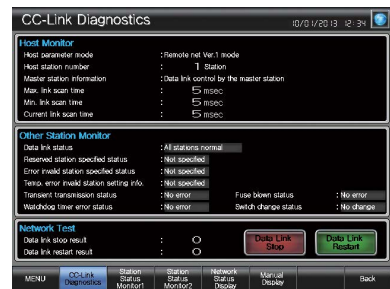 CC-Link Diagnostics 10/01/2013 12:34
Host Monitor
Host parameter mode : Remote net Ver.1 mode
Host station number : 1 Station
Master station information : Data link control by the master station
Max. link scan time : 5 msec
Min. link scan time : 5 msec
Current link scan time : 5 msec
Other Station Monitor
Data link status : All stations normal
Reserved station specified status : Not specified
Error invalid station specified status : Not specified
Temp. error invalid station setting info. : Not specified
Transient transmission status : No error Fuse blown status : No error
Watchdog timer error status : No error Switch change status : No change
Network Test
Data link stop result : 0
Data link restart result : 0
Data Link Stop
Data Link Restart
MENU CC-Link Diagnostics Station Status Monitor1 Station Status Monitor2 Network Status Display Manual Display Back